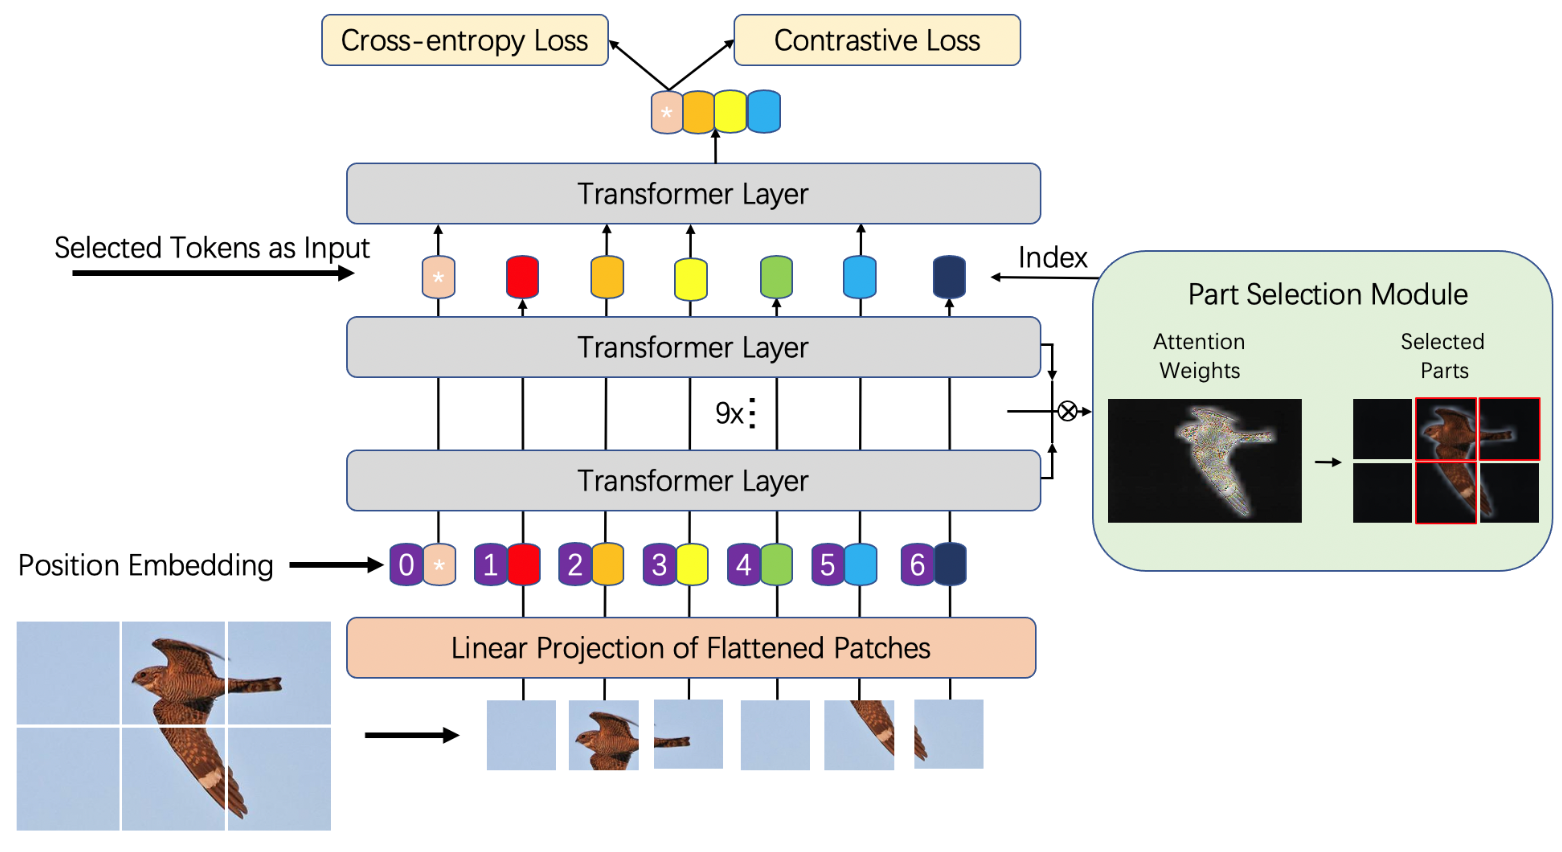 Cross-entropy Loss
Contrastive Loss
*
Transformer Layer
Selected Tokens as Input
*
Index
Part Selection Module
Attention
Weights
Selected
Parts
Transformer Layer
9x
Transformer Layer
Position Embedding
0 * 1 2 3 4 5 6
Linear Projection of Flattened Patches